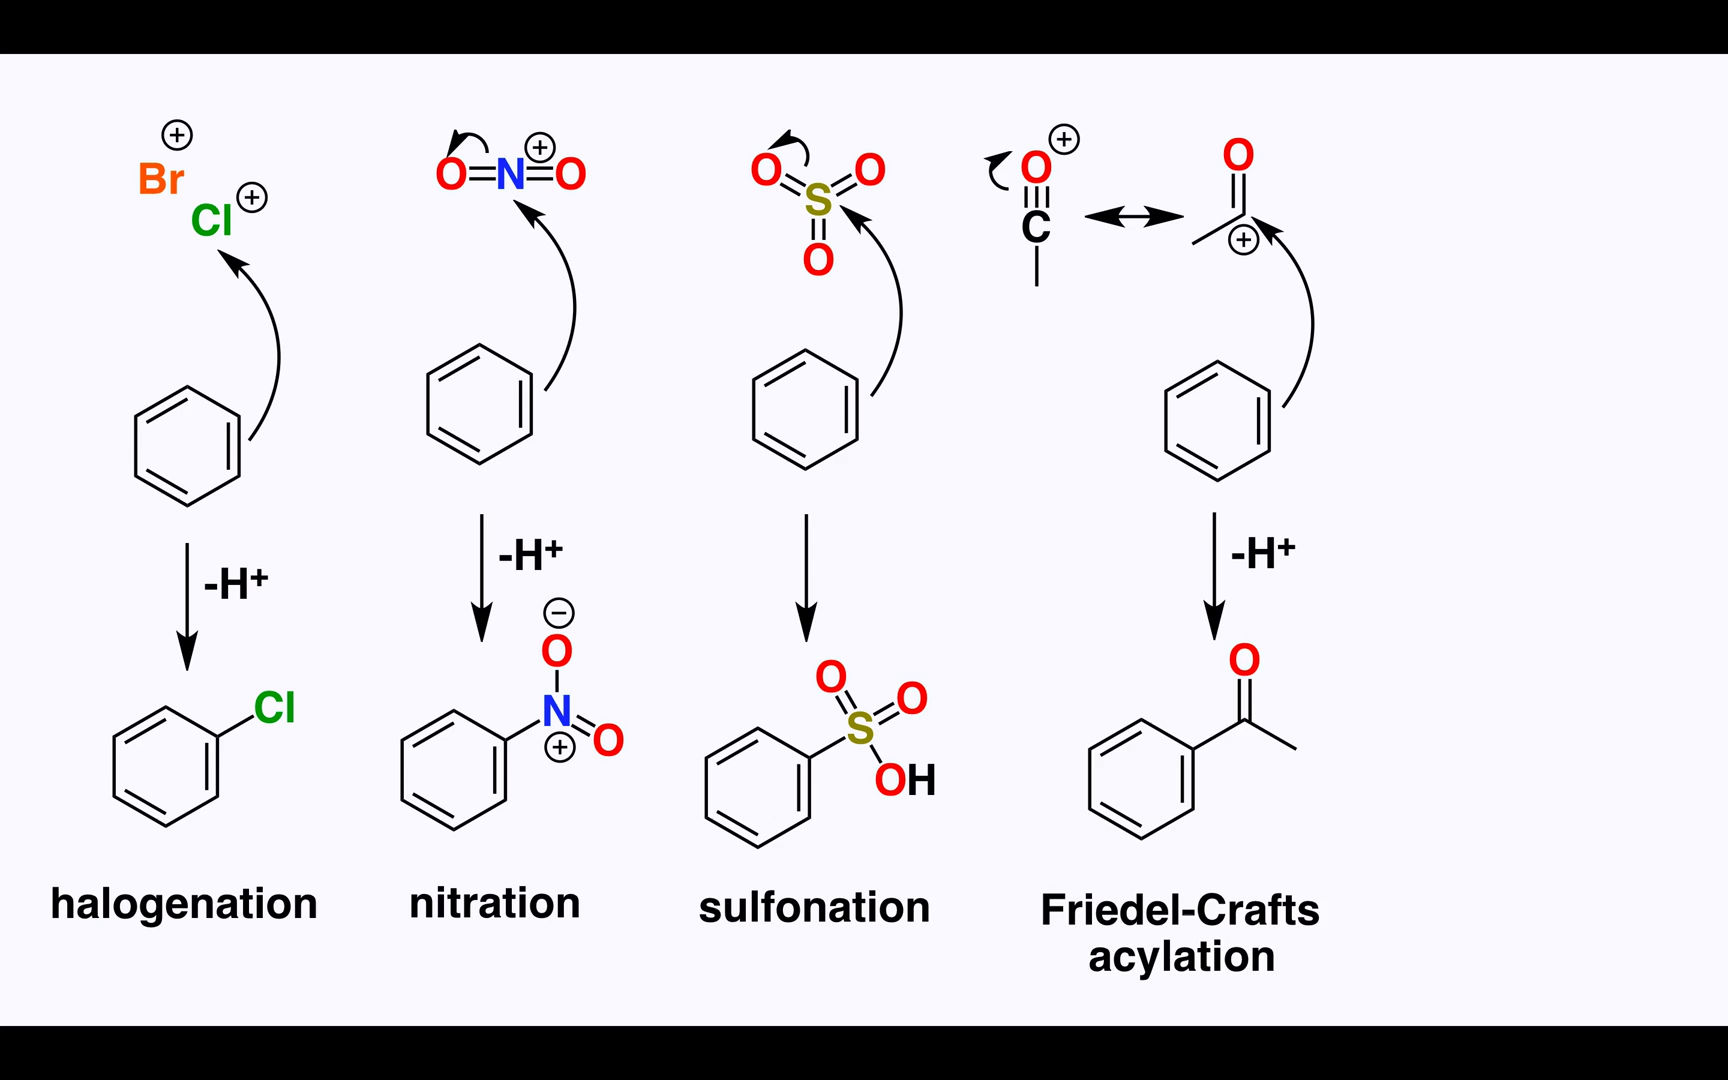 ⊕
Br
Cl⊕
O=N=O
⊕
O
O
S
O
O⊕
C
O
⊕
-H⁺
-H⁺
-H⁺
Cl
⊖
O
N
O
⊕
O
O
S
OH
O
halogenation
nitration
sulfonation
Friedel-Crafts
acylation